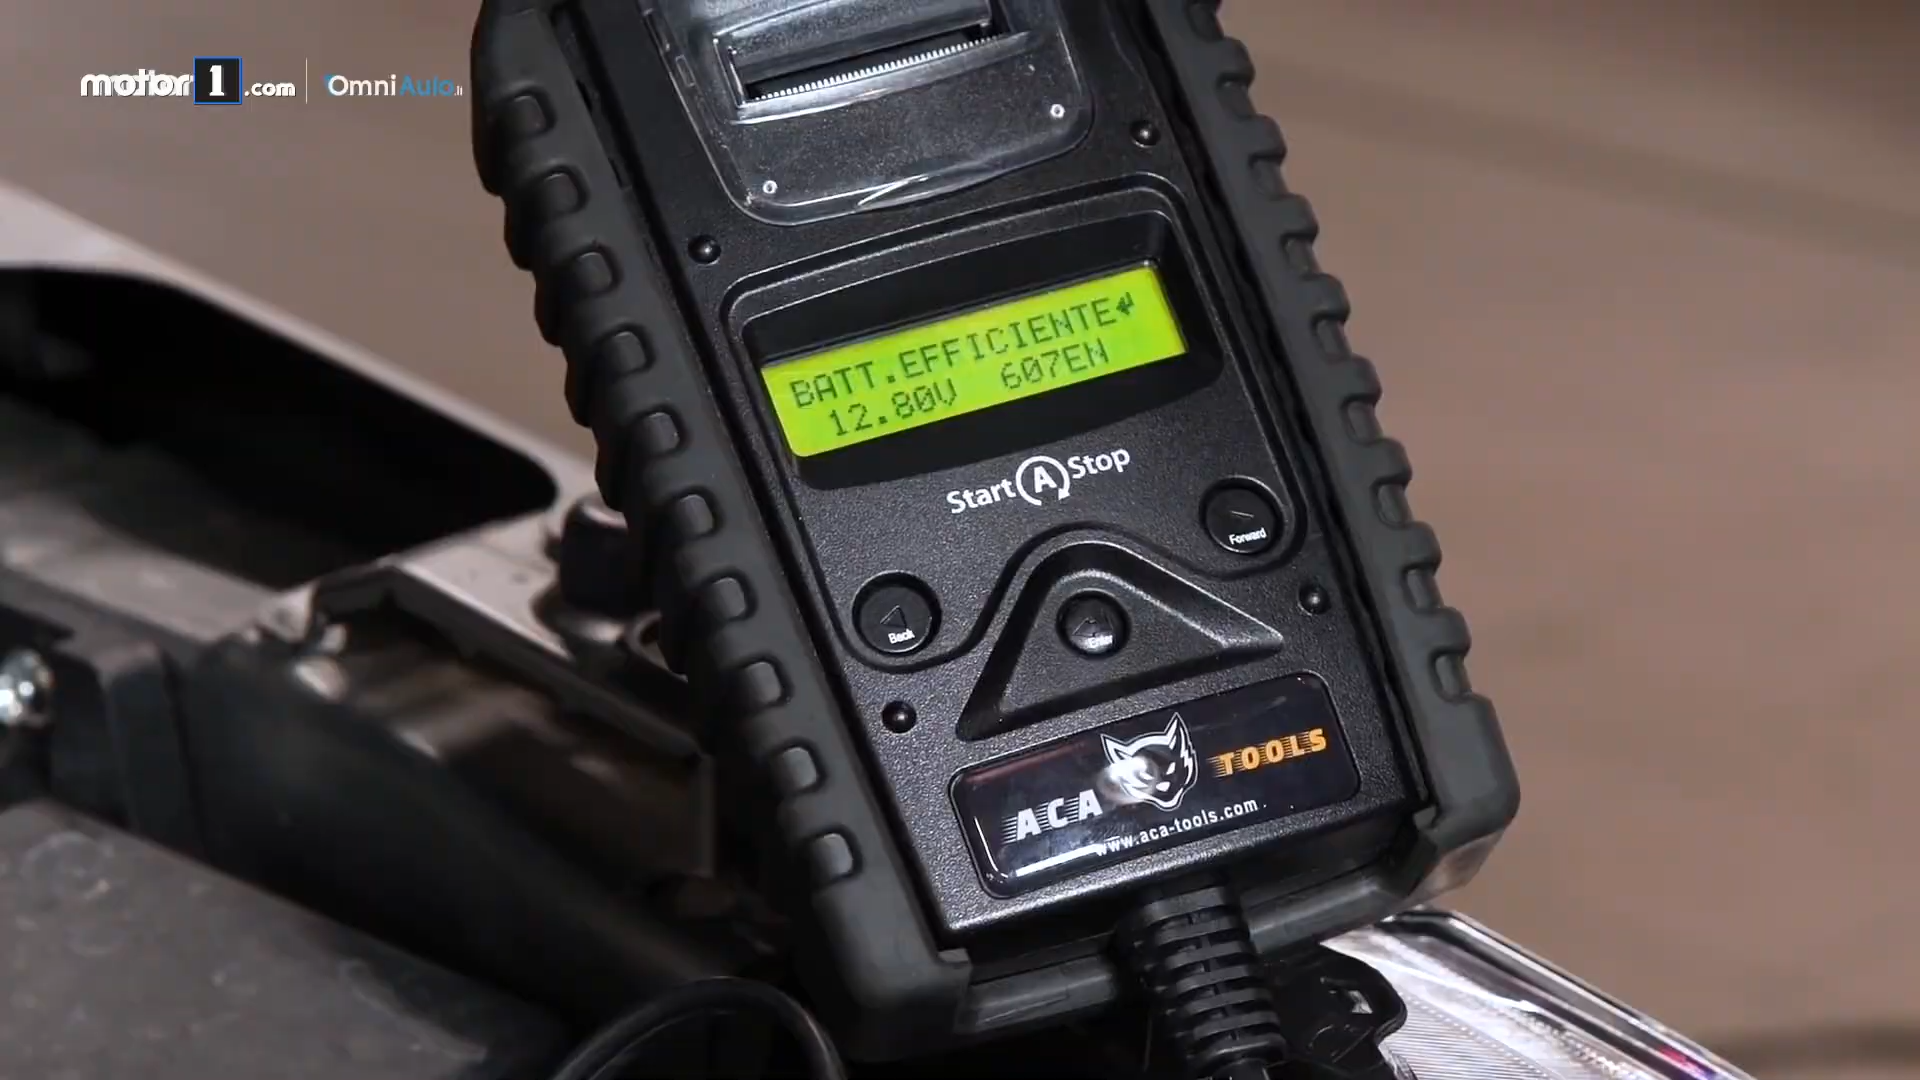 motor1.com | OmniAuto.it
BATT.EFFICIENTE↲
12.80V 607EN
Start A Stop
Forward
Back
Enter
ACA TOOLS
www.aca-tools.com